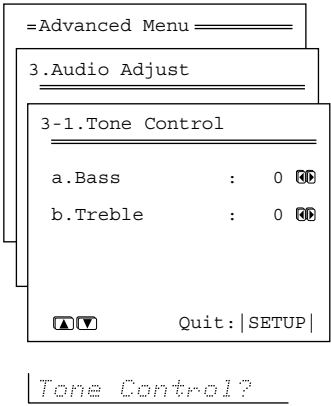 =Advanced Menu
3.Audio Adjust
3-1.Tone Control
a.Bass : 0
b.Treble : 0
Quit:|SETUP|
Tone Control?